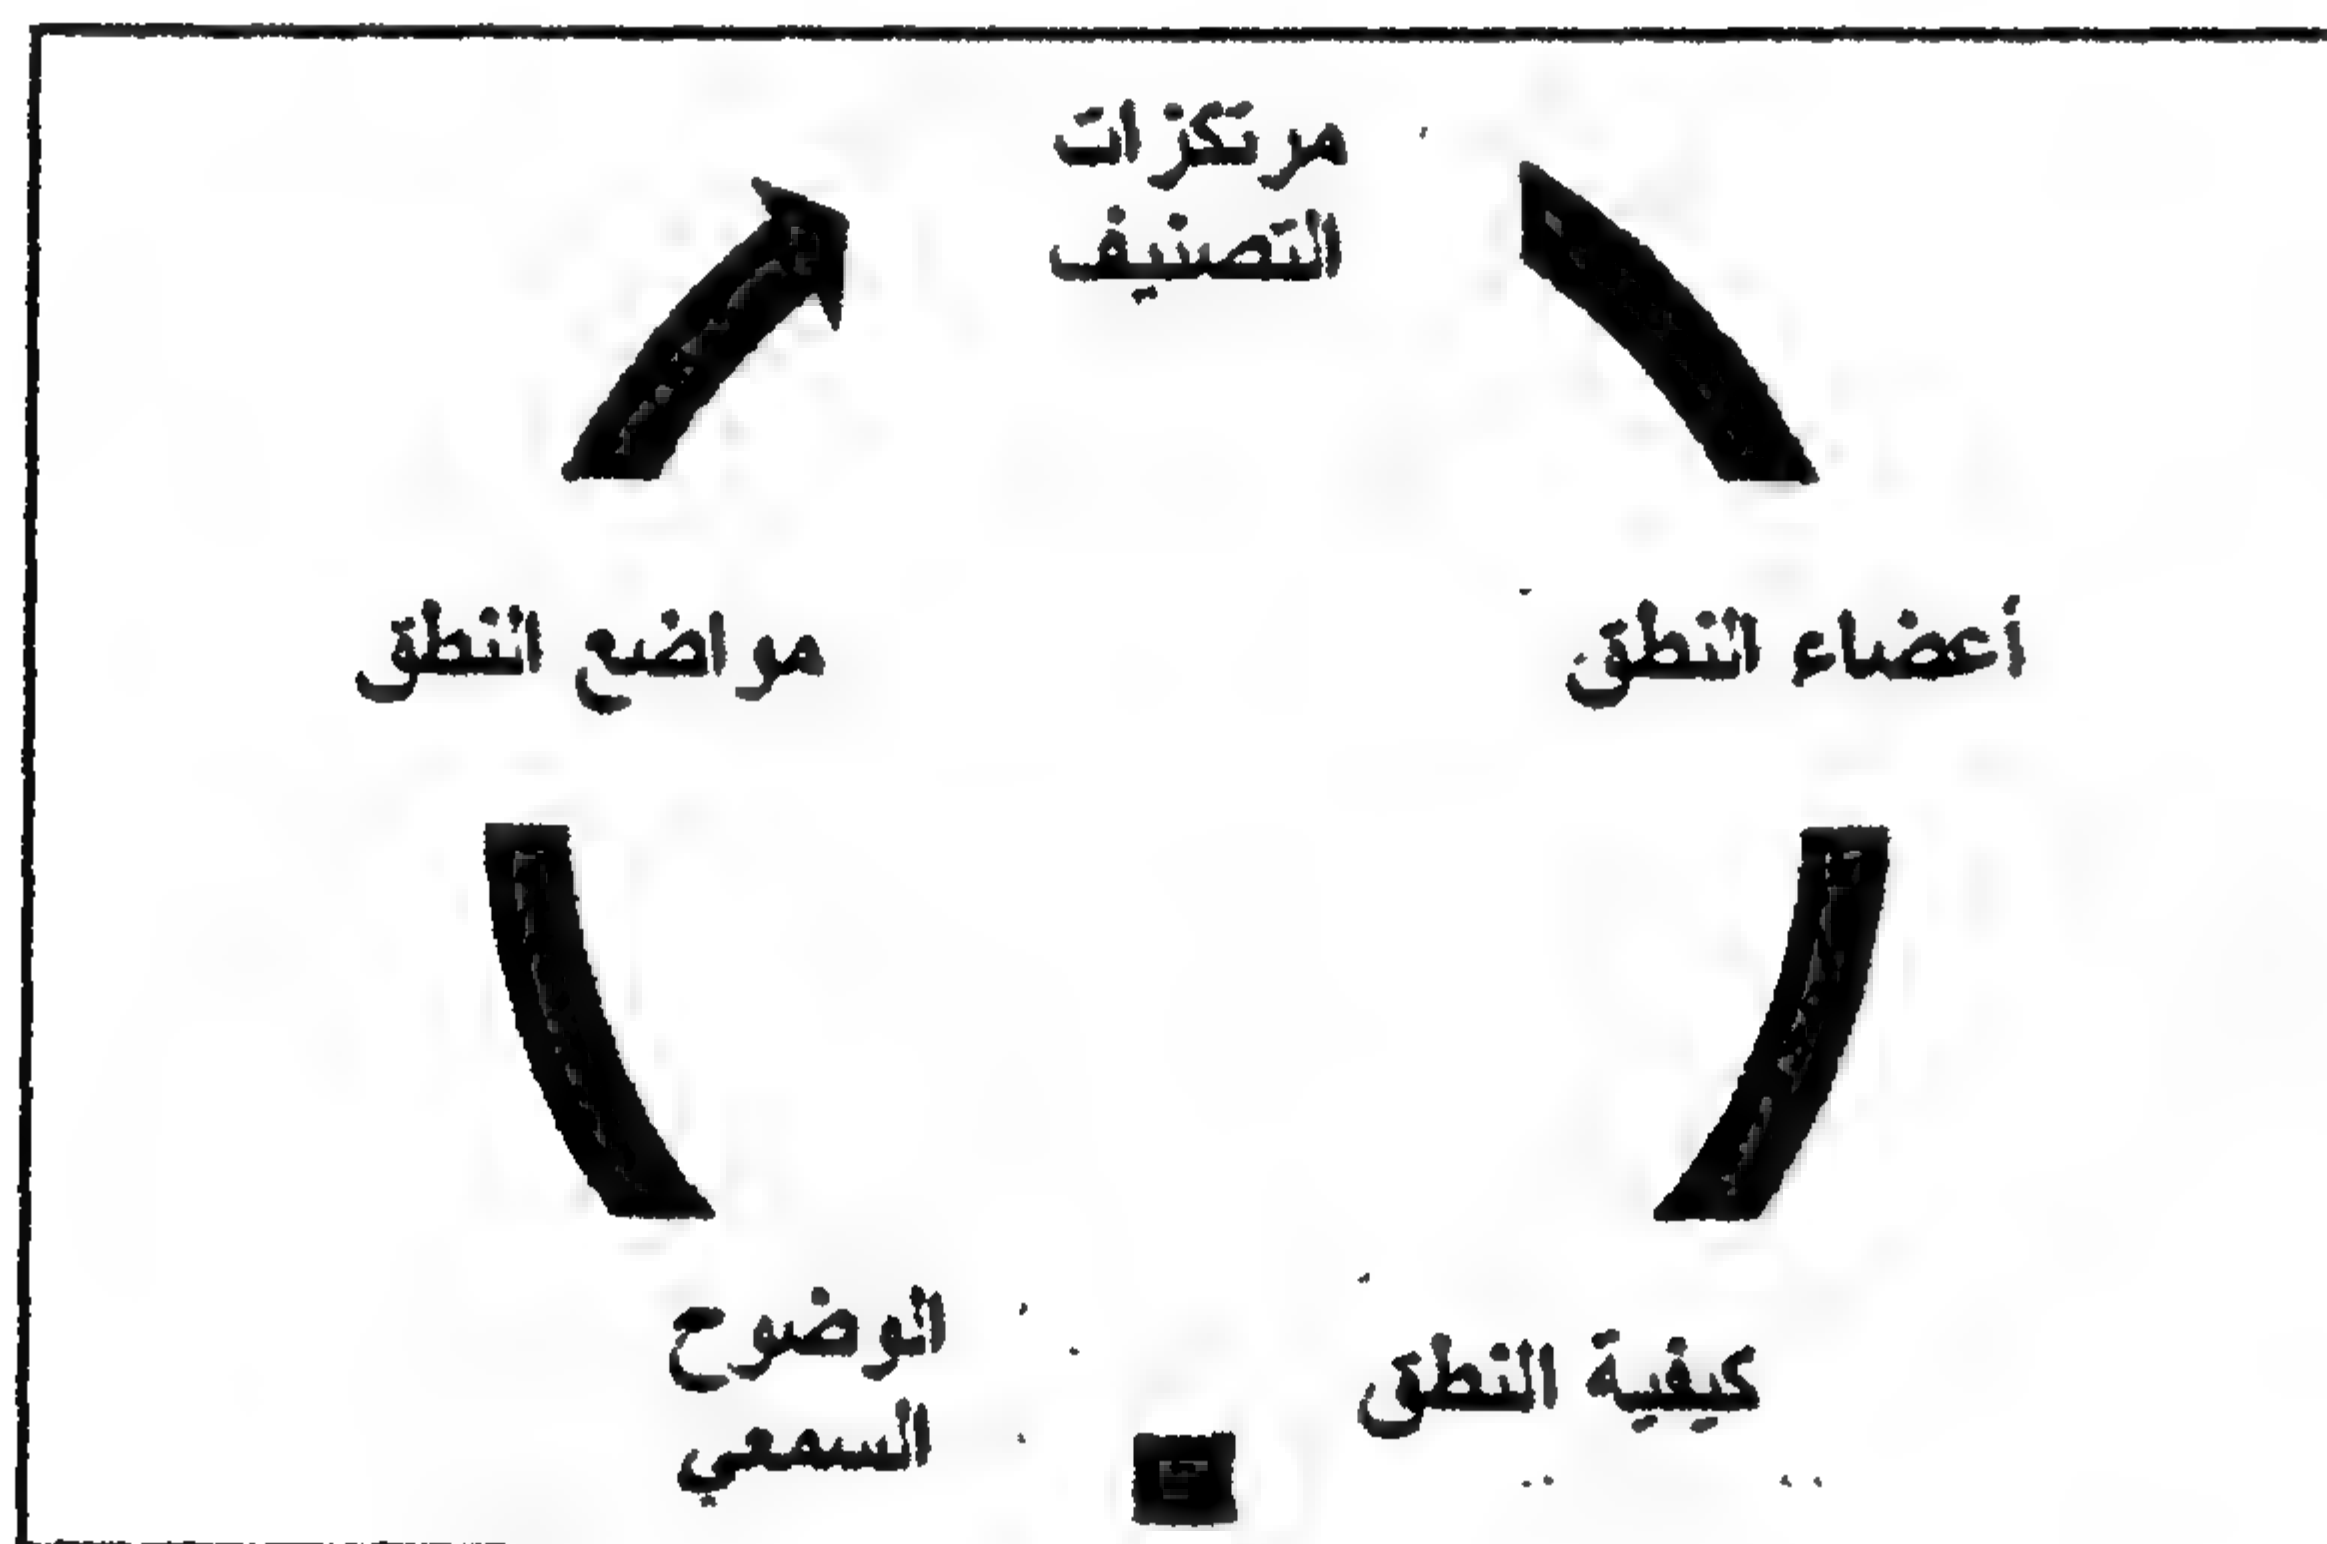 مرتكزات
التصنيف
أعضاء النطق
مواضع النطق
كيفية النطق
الوضوح
السمعي